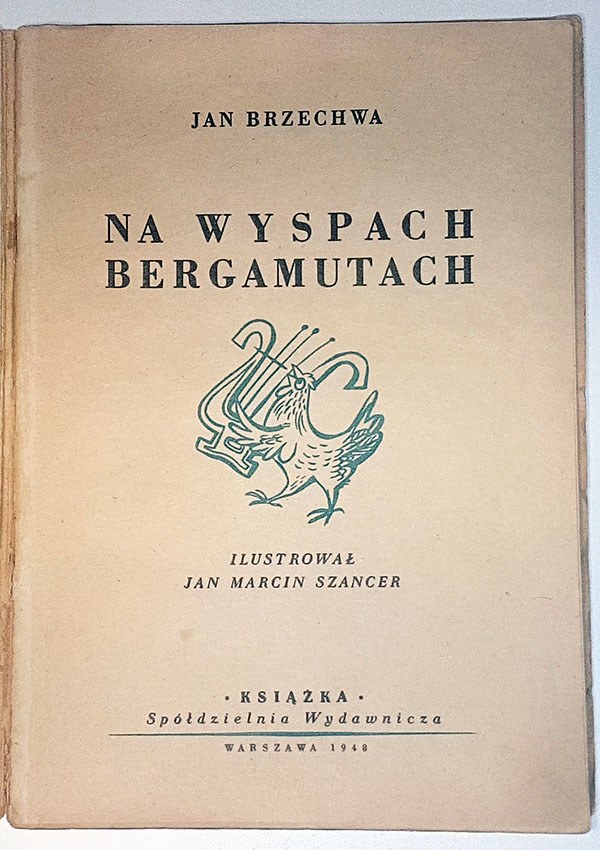 JAN BRZECHWA
NA WYSPACH
BERGAMUTACH
ILUSTROWAŁ
JAN MARCIN SZANCER
• KSIĄŻKA •
Spółdzielnia Wydawnicza
WARSZAWA 1948